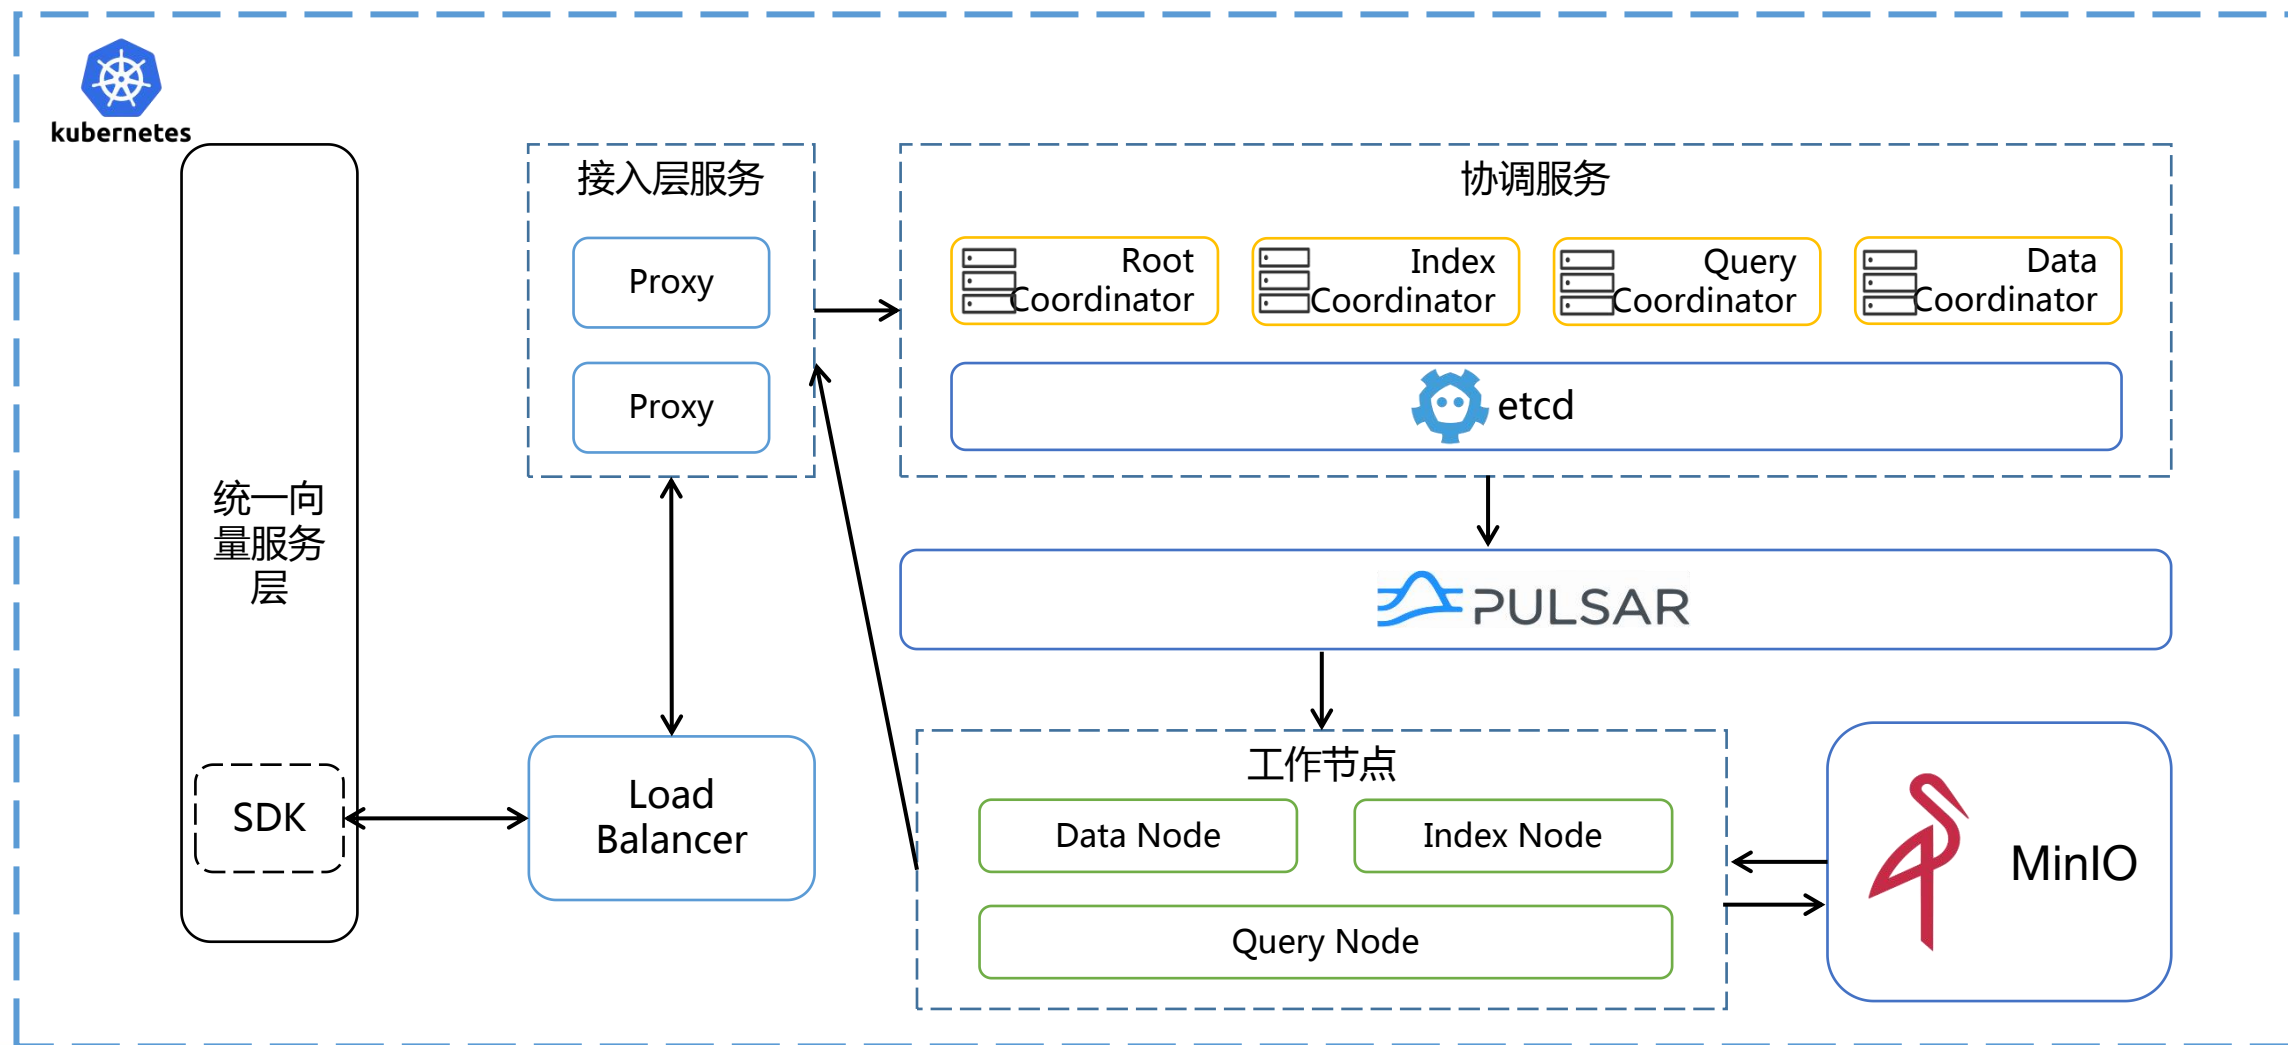 kubernetes
统一向
量服务
层
SDK
接入层服务
Proxy
Proxy
Load
Balancer
协调服务
Root
Coordinator
Index
Coordinator
Query
Coordinator
Data
Coordinator
etcd
PULSAR
工作节点
Data Node
Index Node
Query Node
MinIO